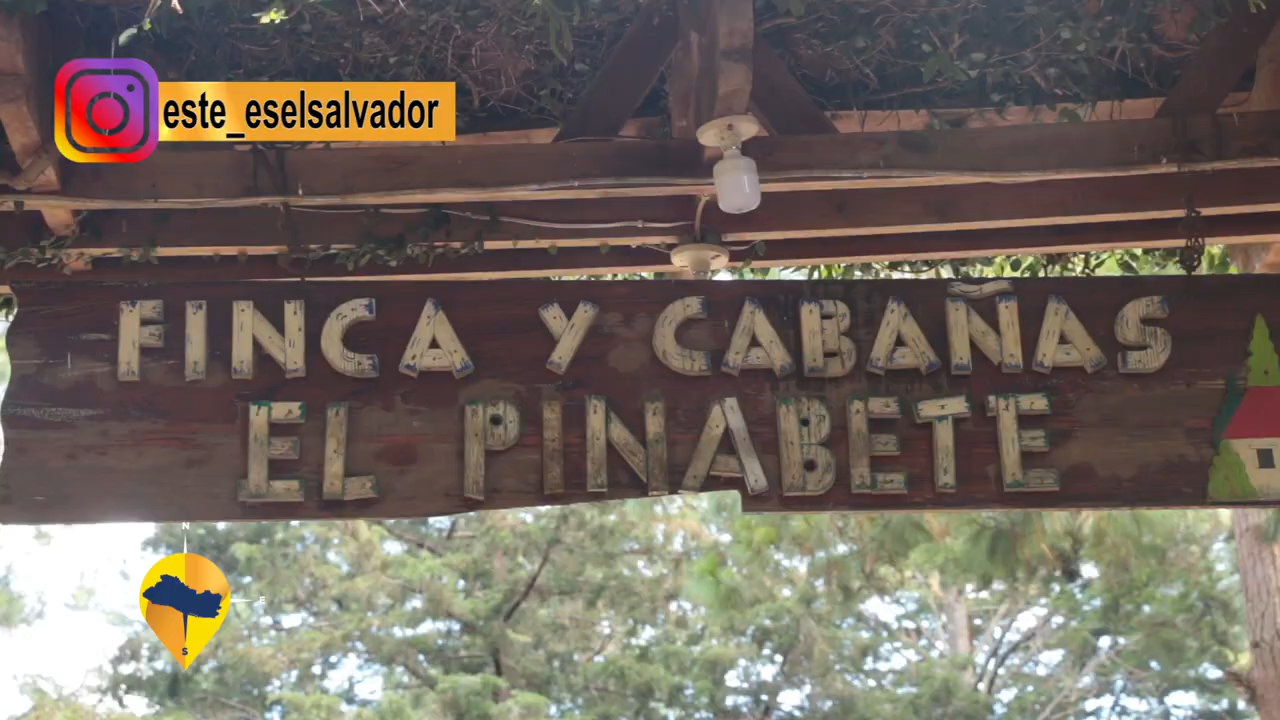 este_eselsalvador
FINCA Y CABAÑAS
EL PINABETE
N
E
S